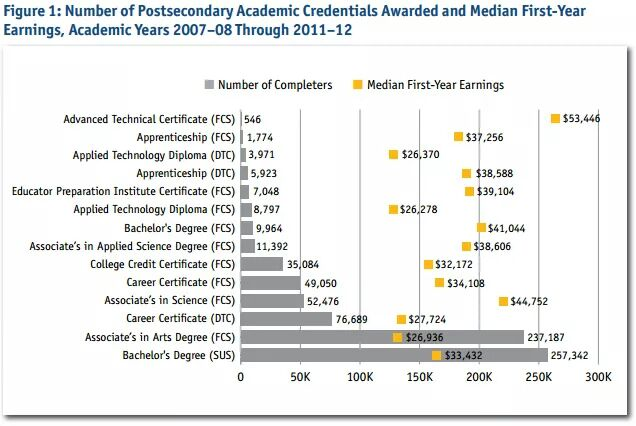 Figure 1: Number of Postsecondary Academic Credentials Awarded and Median First-Year
Earnings, Academic Years 2007–08 Through 2011–12
Number of Completers Median First-Year Earnings
Advanced Technical Certificate (FCS) 546 $53,446
Apprenticeship (FCS) 1,774 $37,256
Applied Technology Diploma (DTC) 3,971 $26,370
Apprenticeship (DTC) 5,923 $38,588
Educator Preparation Institute Certificate (FCS) 7,048 $39,104
Applied Technology Diploma (FCS) 8,797 $26,278
Bachelor's Degree (FCS) 9,964 $41,044
Associate's in Applied Science Degree (FCS) 11,392 $38,606
College Credit Certificate (FCS) 35,084 $32,172
Career Certificate (FCS) 49,050 $34,108
Associate's in Science (FCS) 52,476 $44,752
Career Certificate (DTC) 76,689 $27,724
Associate's in Arts Degree (FCS) $26,936 237,187
Bachelor's Degree (SUS) $33,432 257,342
0 50K 100K 150K 200K 250K 300K